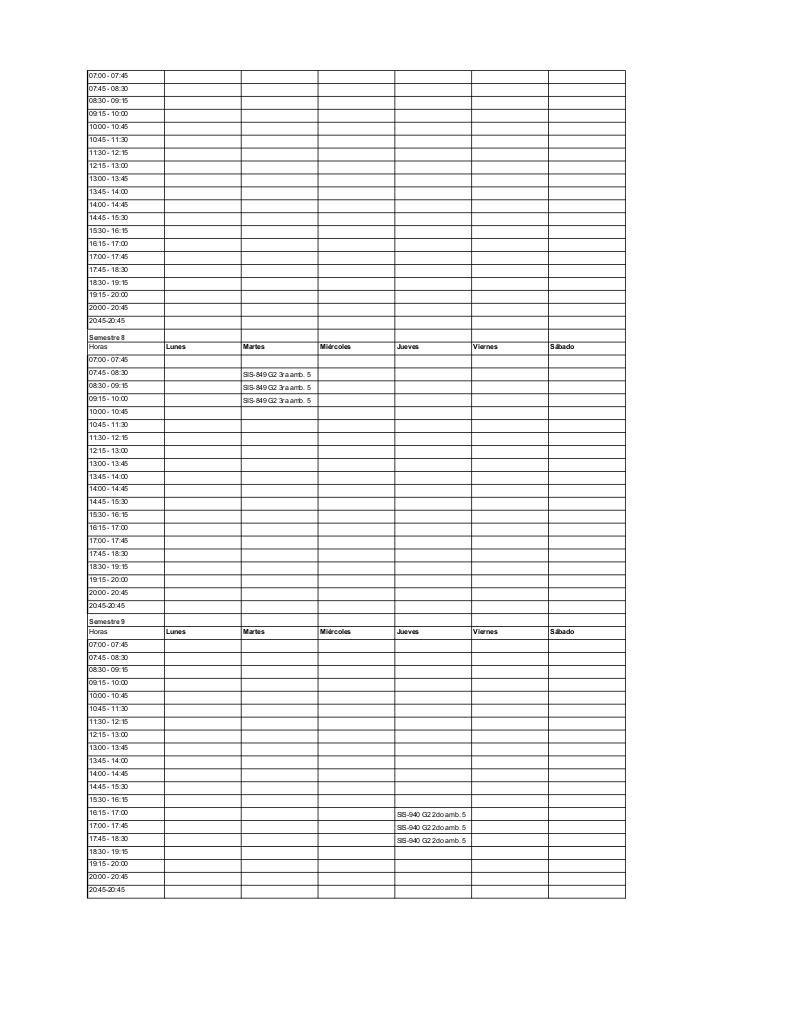 07:00 - 07:45
07:45 - 08:30
08:30 - 09:15
09:15 - 10:00
10:00 - 10:45
10:45 - 11:30
11:30 - 12:15
12:15 - 13:00
13:00 - 13:45
13:45 - 14:00
14:00 - 14:45
14:45 - 15:30
15:30 - 16:15
16:15 - 17:00
17:00 - 17:45
17:45 - 18:30
18:30 - 19:15
19:15 - 20:00
20:00 - 20:45
20:45-20:45
Semestre 8
Horas Lunes Martes Miércoles Jueves Viernes Sábado
07:00 - 07:45
07:45 - 08:30 SIS-849 G2 3ra amb. 5
08:30 - 09:15 SIS-849 G2 3ra amb. 5
09:15 - 10:00 SIS-849 G2 3ra amb. 5
10:00 - 10:45
10:45 - 11:30
11:30 - 12:15
12:15 - 13:00
13:00 - 13:45
13:45 - 14:00
14:00 - 14:45
14:45 - 15:30
15:30 - 16:15
16:15 - 17:00
17:00 - 17:45
17:45 - 18:30
18:30 - 19:15
19:15 - 20:00
20:00 - 20:45
20:45-20:45
Semestre 9
Horas Lunes Martes Miércoles Jueves Viernes Sábado
07:00 - 07:45
07:45 - 08:30
08:30 - 09:15
09:15 - 10:00
10:00 - 10:45
10:45 - 11:30
11:30 - 12:15
12:15 - 13:00
13:00 - 13:45
13:45 - 14:00
14:00 - 14:45
14:45 - 15:30
15:30 - 16:15
16:15 - 17:00 SIS-940 G2 2do amb. 5
17:00 - 17:45 SIS-940 G2 2do amb. 5
17:45 - 18:30 SIS-940 G2 2do amb. 5
18:30 - 19:15
19:15 - 20:00
20:00 - 20:45
20:45-20:45